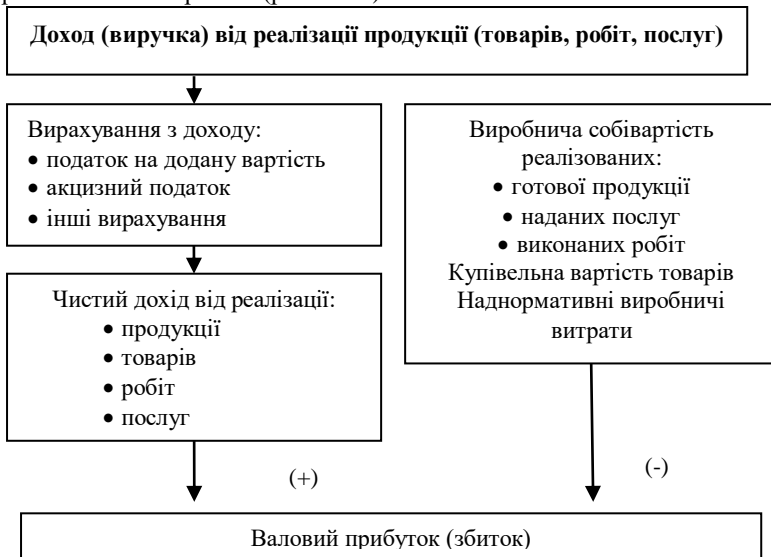 Доход (виручка) від реалізації продукції (товарів, робіт, послуг)
Вирахування з доходу:
• податок на додану вартість
• акцизний податок
• інші вирахування
Виробнича собівартість
реалізованих:
• готової продукції
• наданих послуг
• виконаних робіт
Купівельна вартість товарів
Наднормативні виробничі
витрати
Чистий дохід від реалізації:
• продукції
• товарів
• робіт
• послуг
(+)
(-)
Валовий прибуток (збиток)